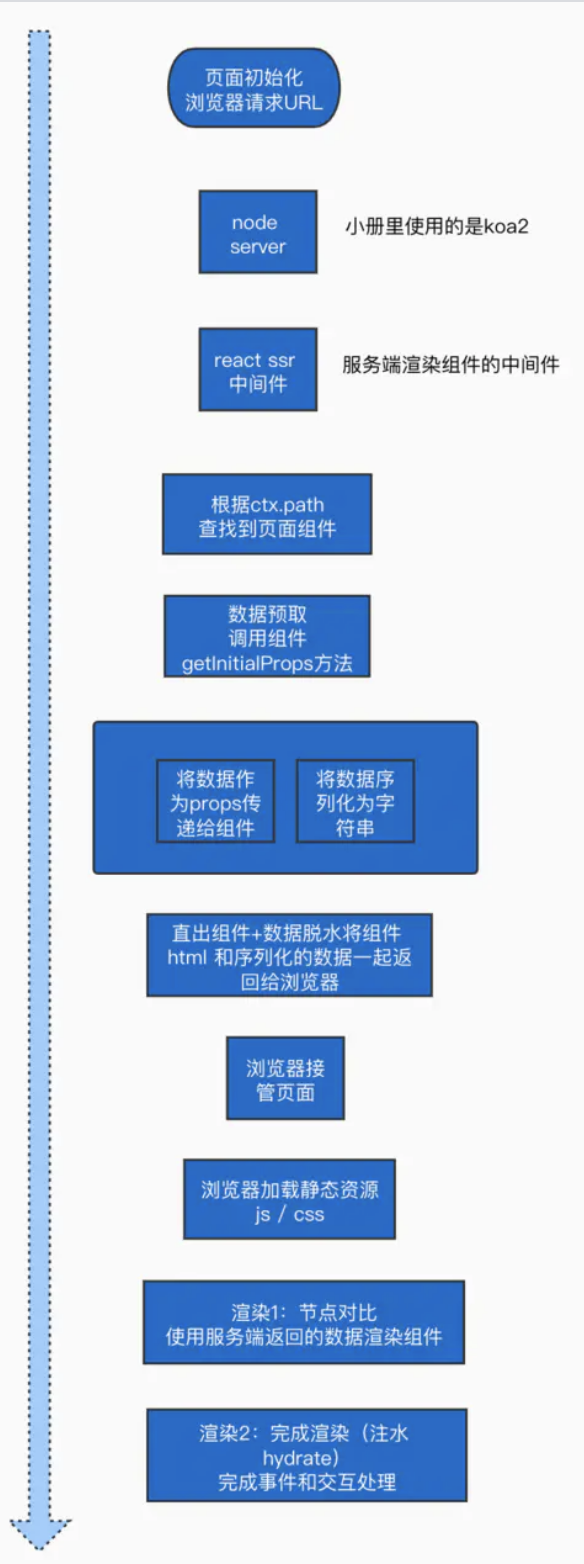 页面初始化
浏览器请求URL
node
server
小册里使用的是koa2
react ssr
中间件
服务端渲染组件的中间件
根据ctx.path
查找到页面组件
数据预取
调用组件
getInitialProps方法
将数据作
为props传
递给组件
将数据序
列化为字
符串
直出组件+数据脱水将组件
html 和序列化的数据一起返
回给浏览器
浏览器接
管页面
浏览器加载静态资源
js / css
渲染1：节点对比
使用服务端返回的数据渲染组件
渲染2：完成渲染（注水
hydrate）
完成事件和交互处理